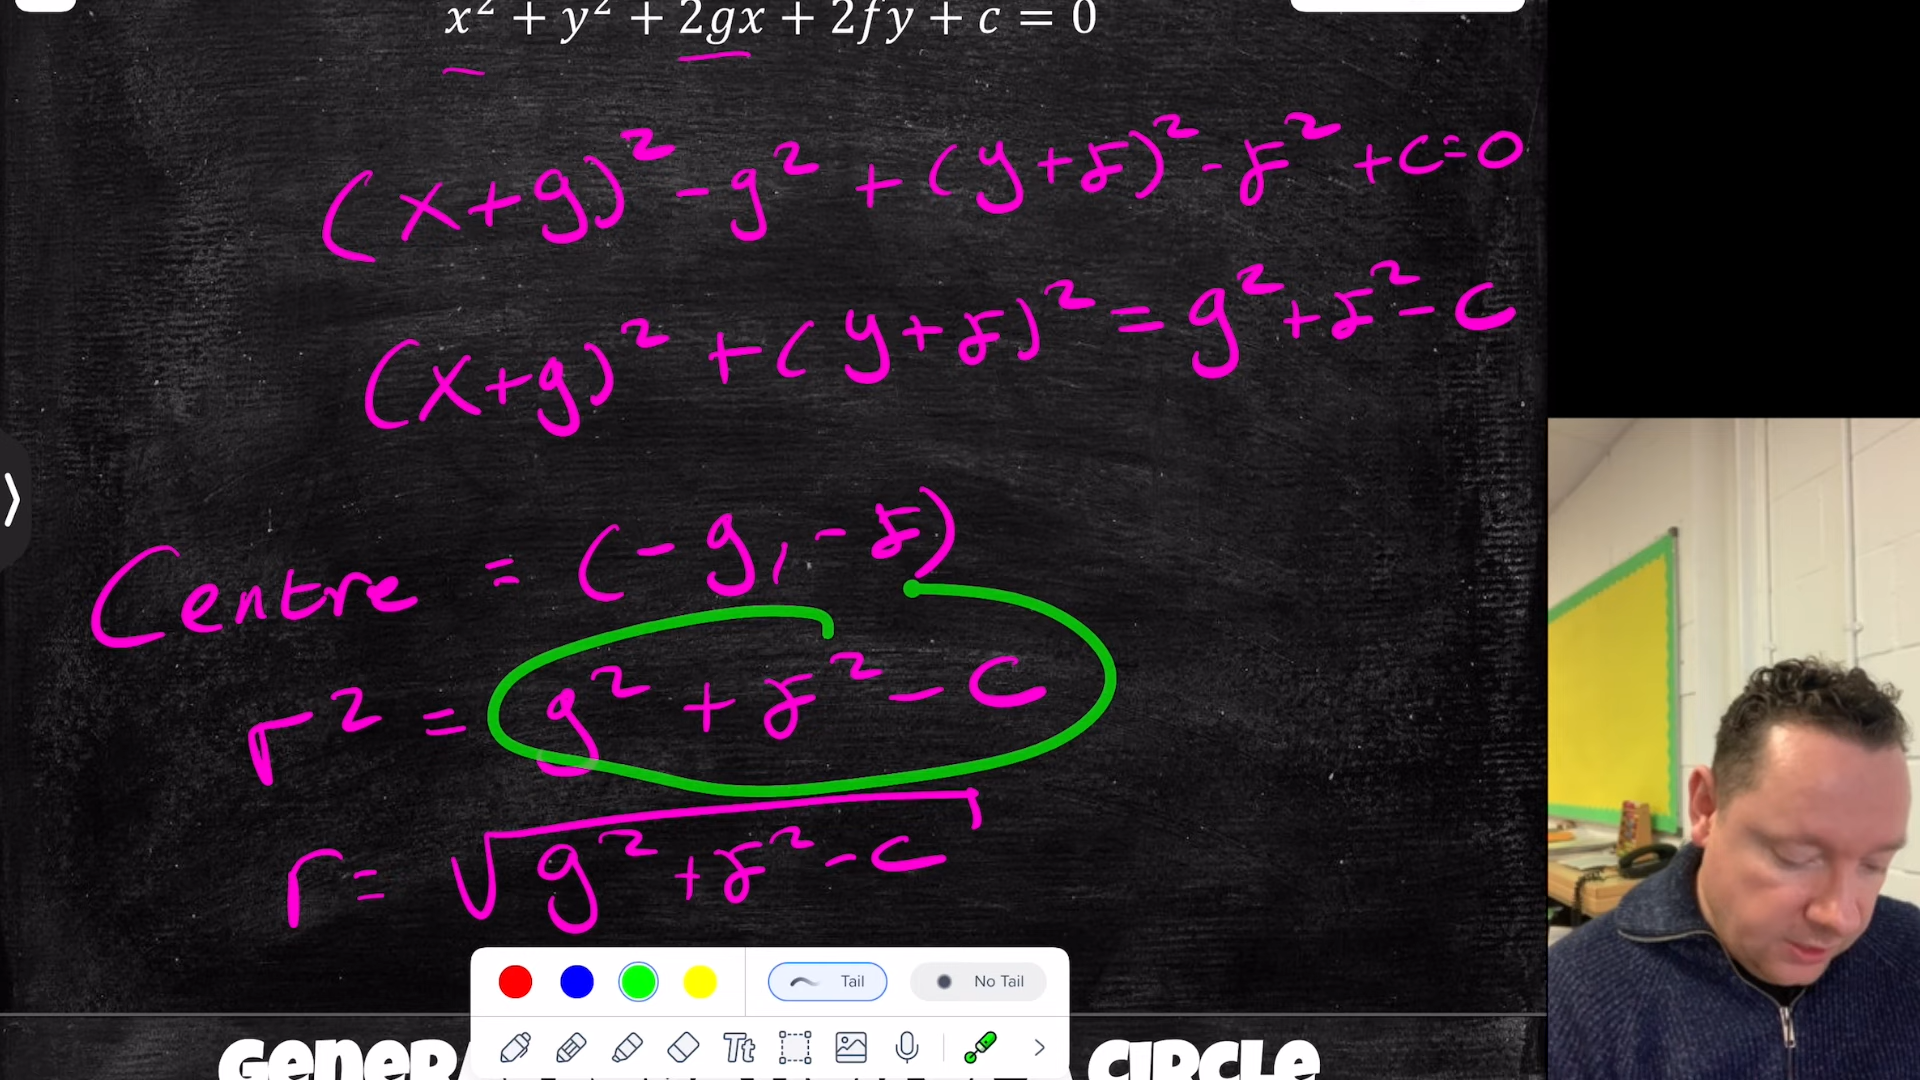 x² + y² + 2gx + 2fy + c = 0
(x+g)² - g² + (y+f)² - f² + c = 0
(x+g)² + (y+f)² = g² + f² - c
Centre = (-g, -f)
r² = g² + f² - c
r = √(g² + f² - c)
Tail
No Tail
Tt
CIRCLE